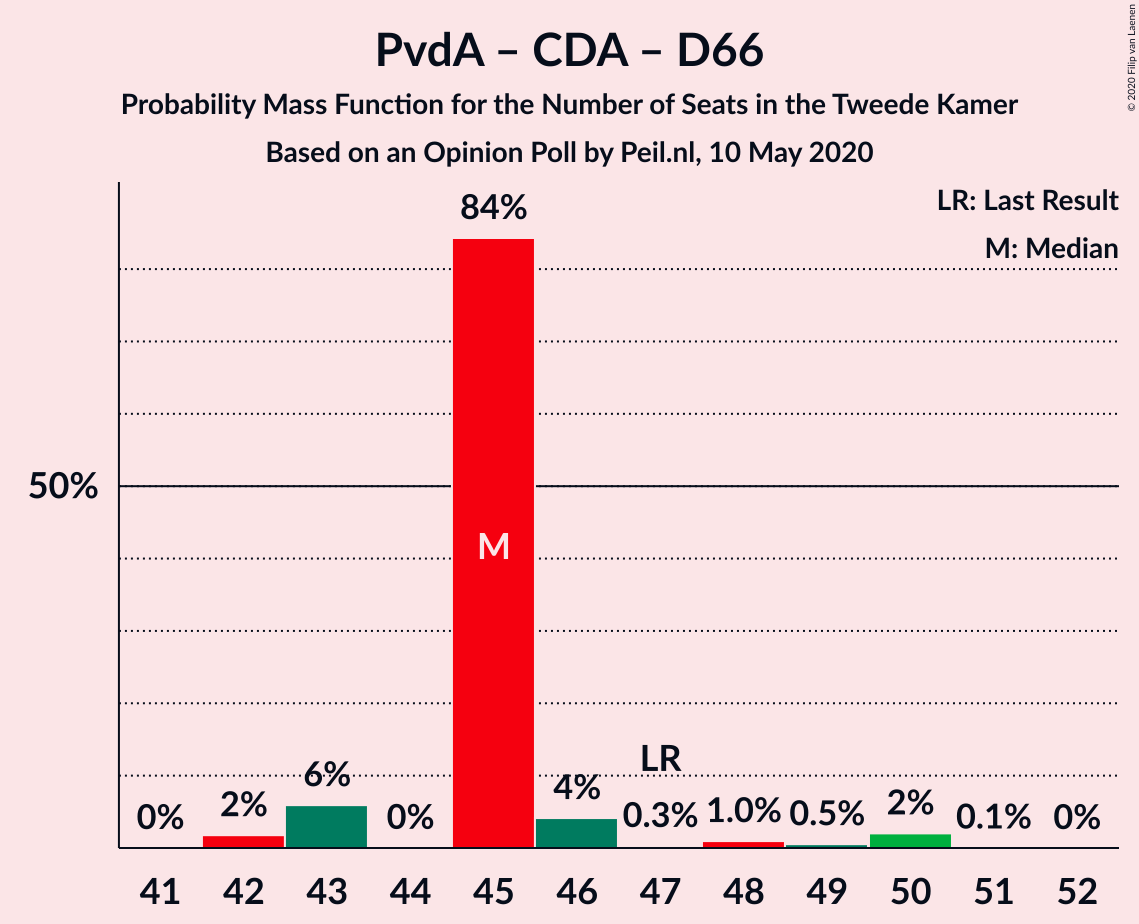 PvdA – CDA – D66
Probability Mass Function for the Number of Seats in the Tweede Kamer
Based on an Opinion Poll by Peil.nl, 10 May 2020
© 2020 Filip van Laenen
LR: Last Result
M: Median
84%
50%
M
LR
0% 2% 6% 0% 4% 0.3% 1.0% 0.5% 2% 0.1% 0%
41 42 43 44 45 46 47 48 49 50 51 52